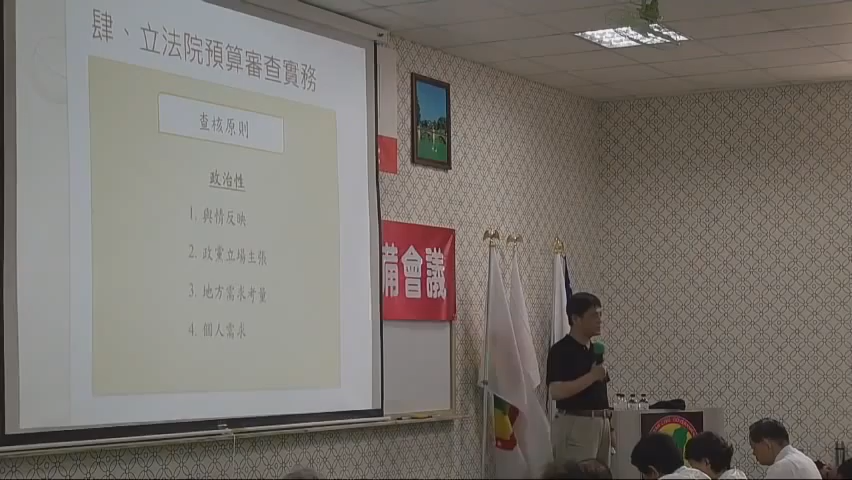 肆、立法院預算審查實務
查核原則
政治性
1. 輿情反映
2. 政黨立場主張
3. 地方需求考量
4. 個人需求
備會議